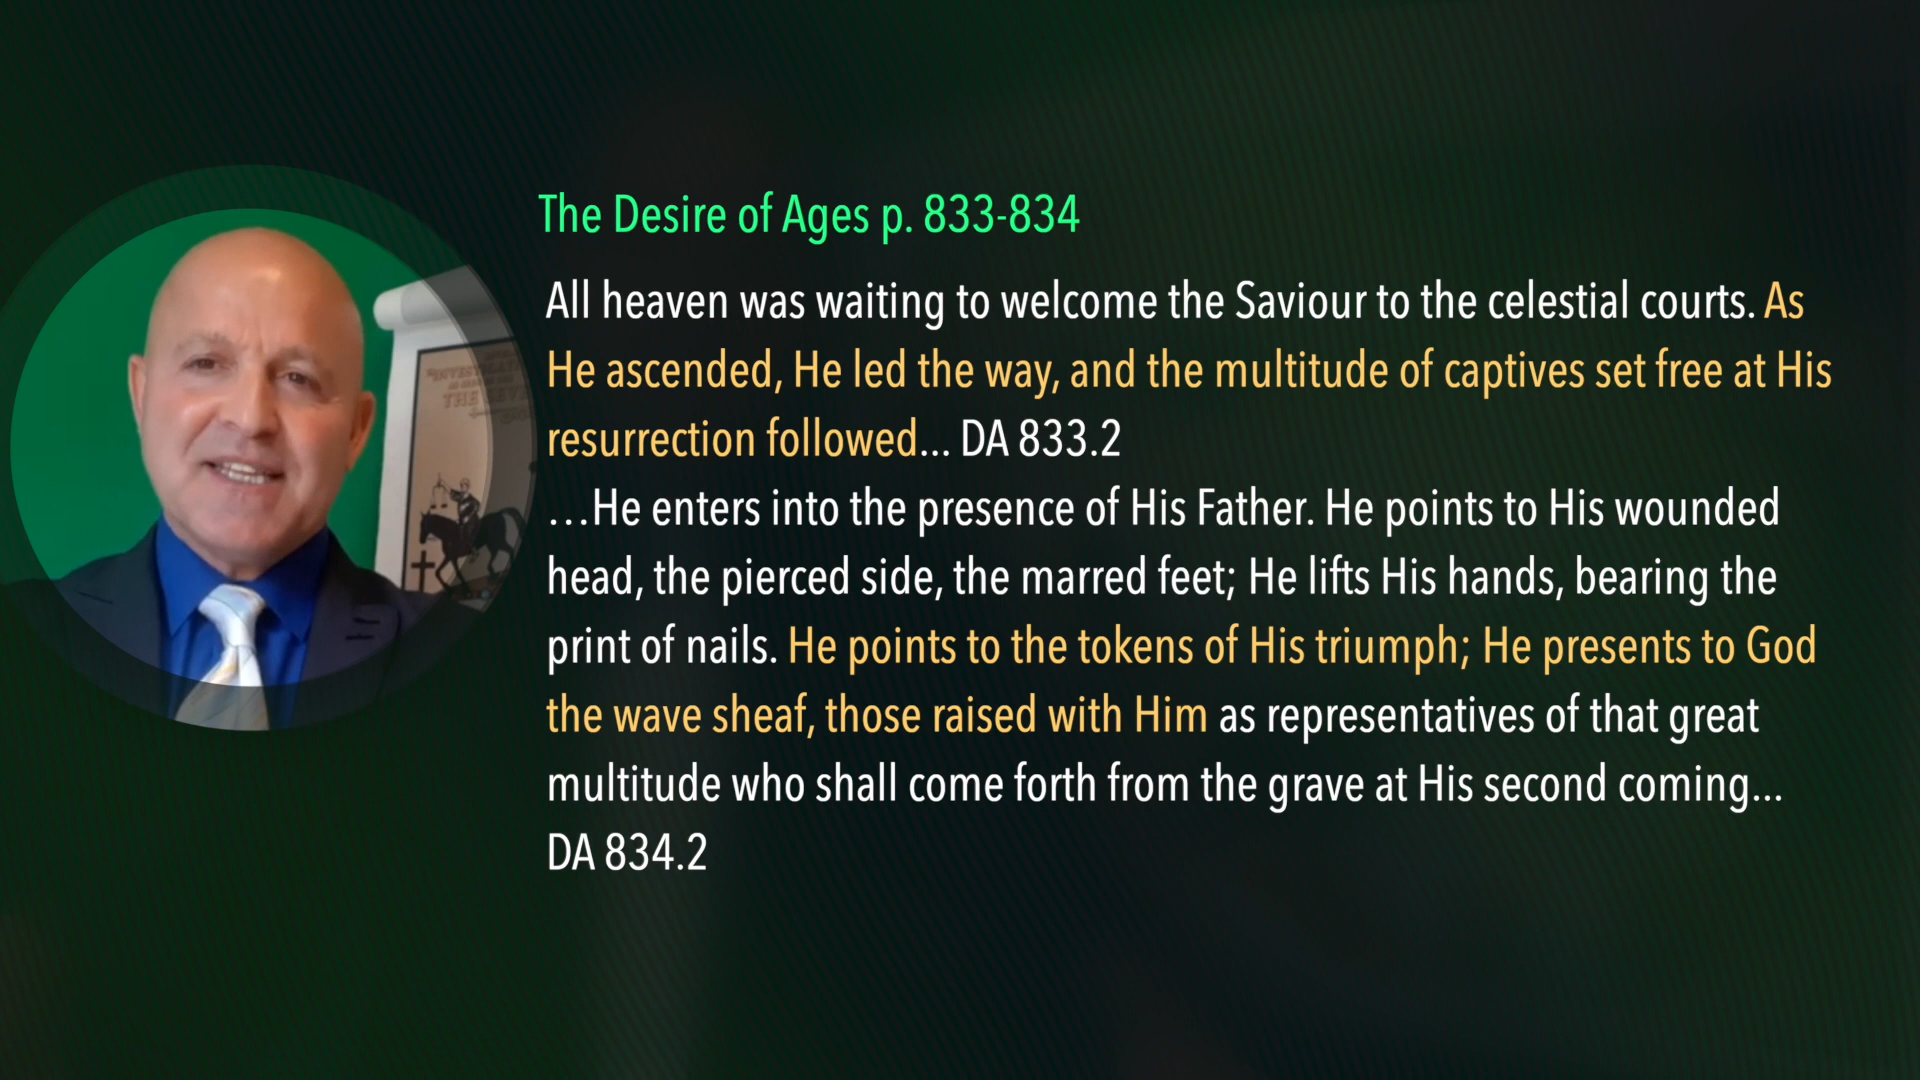 The Desire of Ages p. 833-834
All heaven was waiting to welcome the Saviour to the celestial courts. As
He ascended, He led the way, and the multitude of captives set free at His
resurrection followed... DA 833.2
...He enters into the presence of His Father. He points to His wounded
head, the pierced side, the marred feet; He lifts His hands, bearing the
print of nails. He points to the tokens of His triumph; He presents to God
the wave sheaf, those raised with Him as representatives of that great
multitude who shall come forth from the grave at His second coming...
DA 834.2